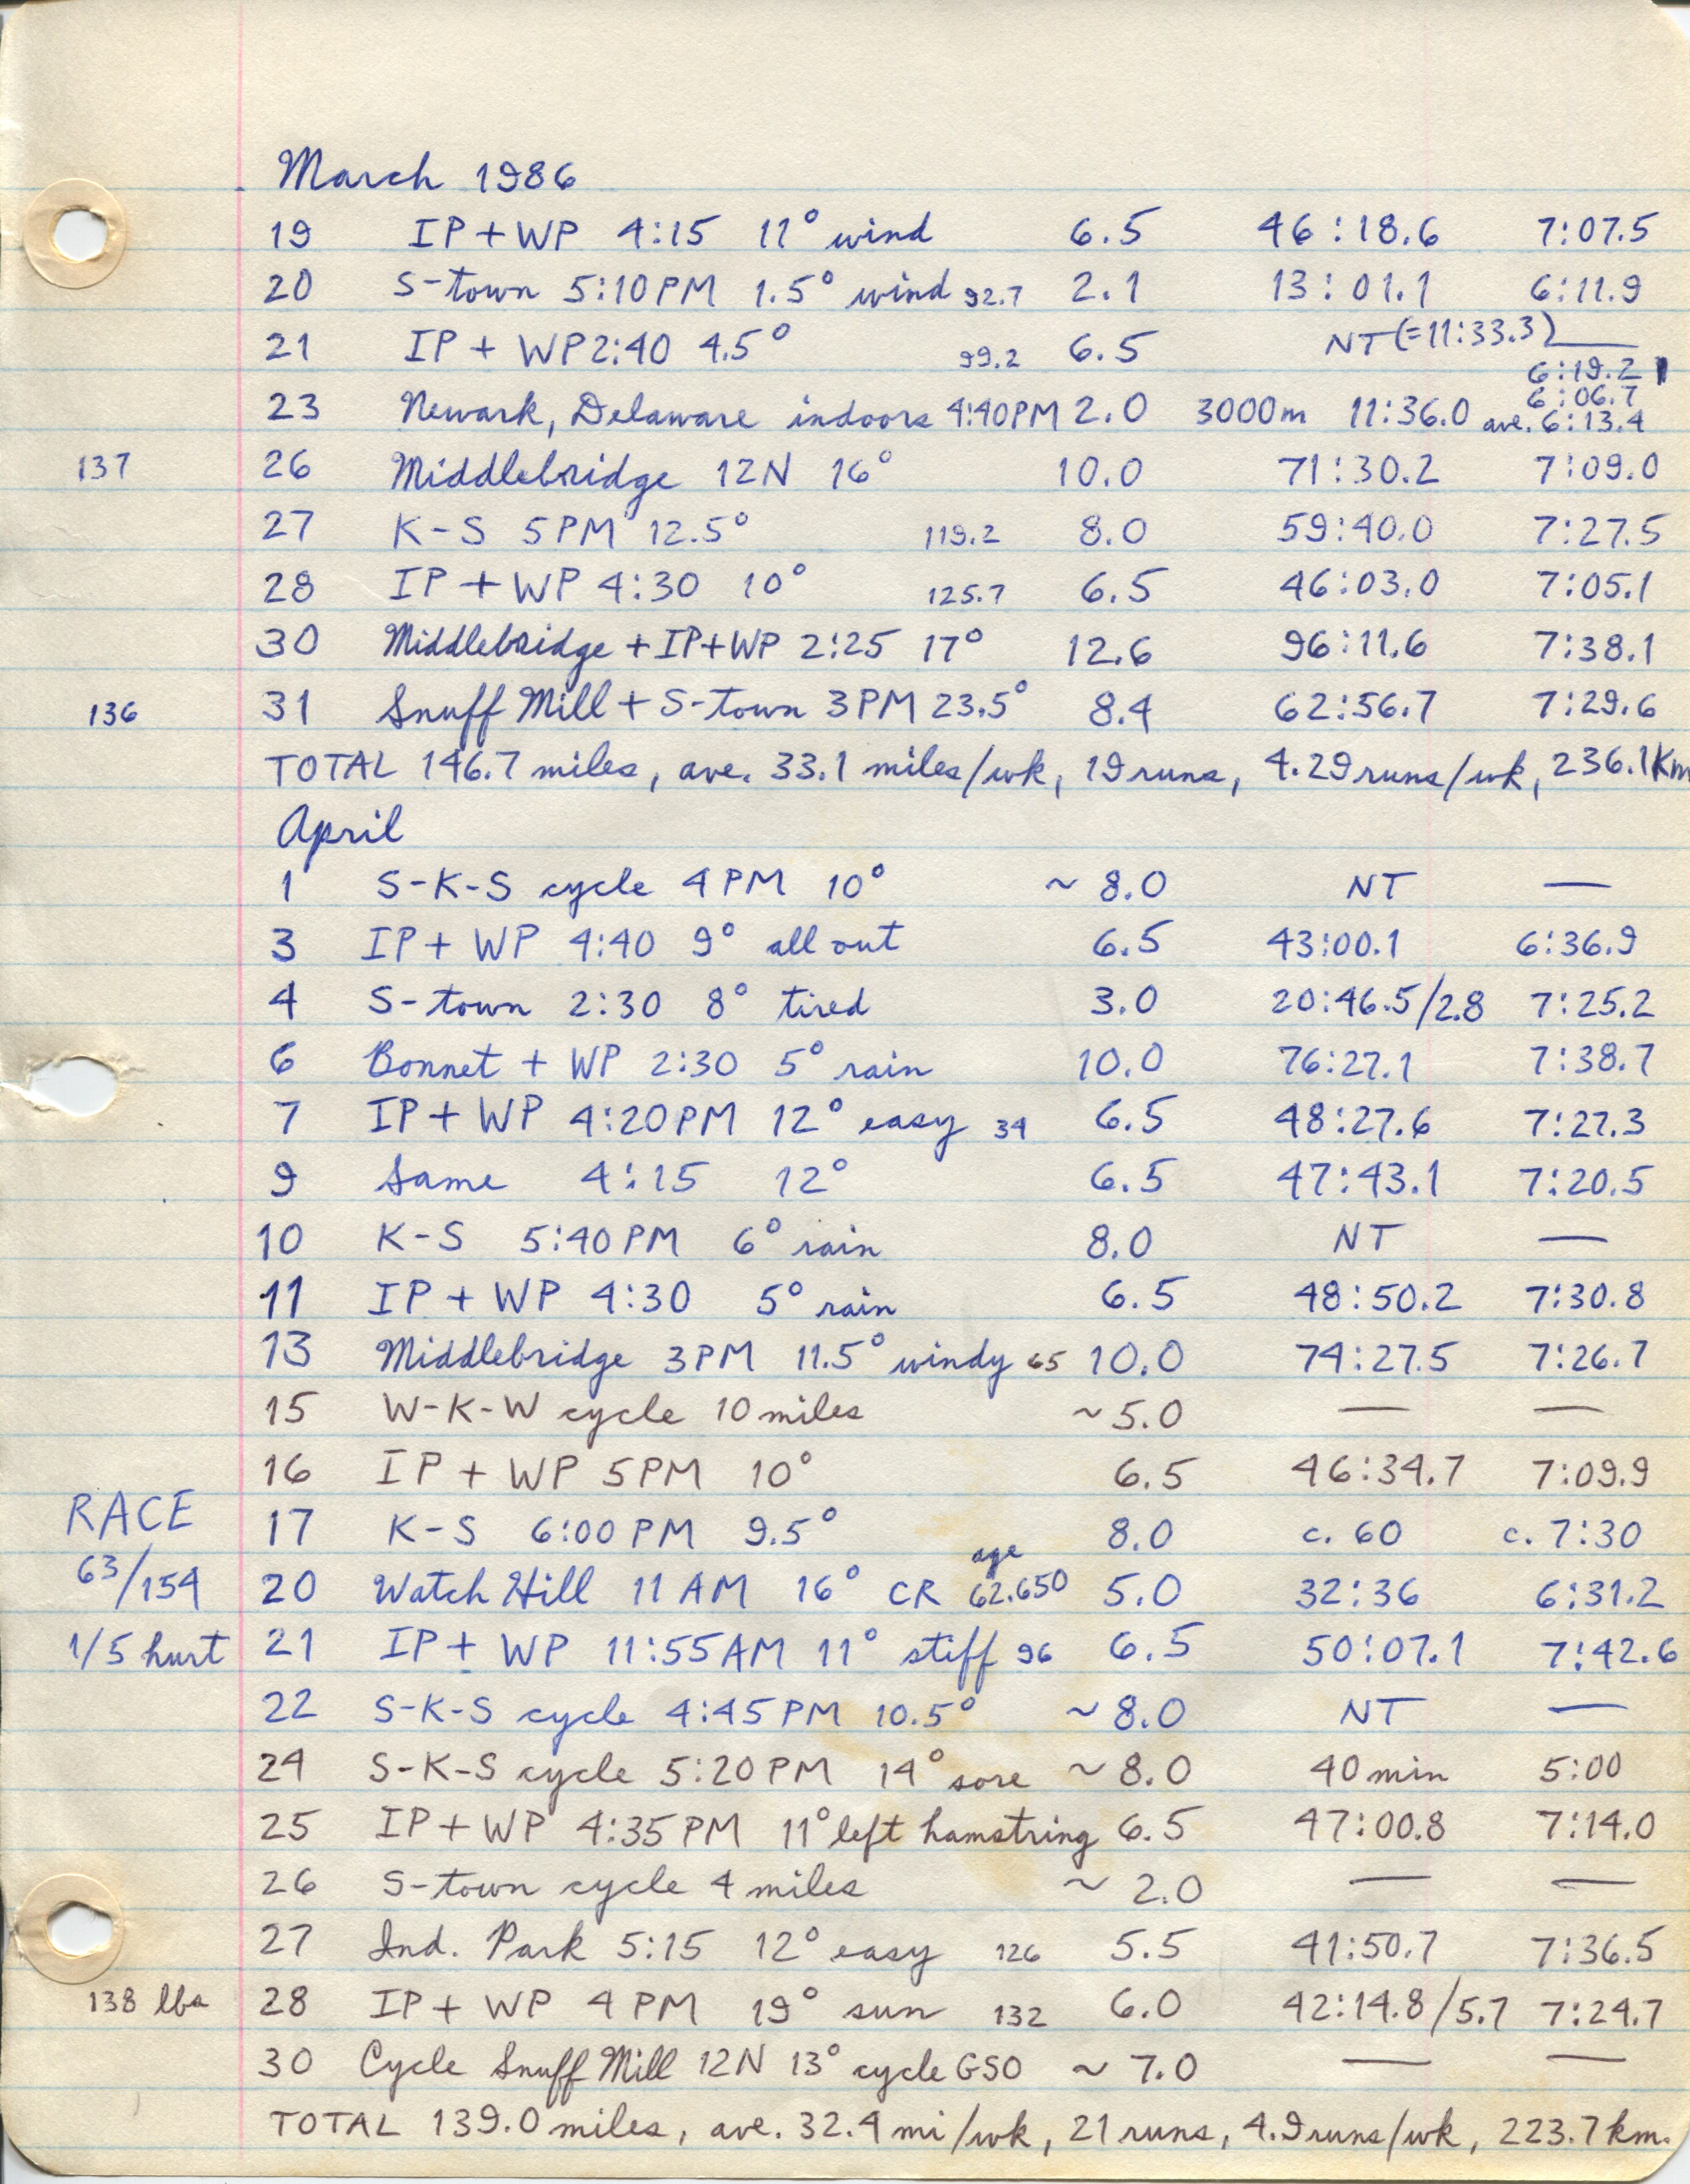 March 1986
19 IP + WP 4:15 11° wind 6.5 46:18.6 7:07.5
20 S-town 5:10 PM 1.5° wind 92.7 2.1 13:01.1 6:11.9
21 IP + WP 2:40 4.5° 99.2 6.5 NT (=11:33.3) —
6:19.2
6:06.7
23 Newark, Delaware indoors 4:40PM 2.0 3000m 11:36.0 ave. 6:13.4
137 26 Middlebridge 12N 16° 10.0 71:30.2 7:09.0
27 K-S 5PM 12.5° 119.2 8.0 59:40.0 7:27.5
28 IP + WP 4:30 10° 125.7 6.5 46:03.0 7:05.1
30 Middlebridge + IP+WP 2:25 17° 12.6 96:11.6 7:38.1
136 31 Snuff Mill + S-town 3PM 23.5° 8.4 62:56.7 7:29.6
TOTAL 146.7 miles, ave. 33.1 miles/wk, 19 runs, 4.29 runs/wk, 236.1 Km
April
1 S-K-S cycle 4 PM 10° ~ 8.0 NT —
3 IP + WP 4:40 9° all out 6.5 43:00.1 6:36.9
4 S-town 2:30 8° tired 3.0 20:46.5/2.8 7:25.2
6 Bonnet + WP 2:30 5° rain 10.0 76:27.1 7:38.7
7 IP + WP 4:20PM 12° easy 34 6.5 48:27.6 7:27.3
9 Same 4:15 12° 6.5 47:43.1 7:20.5
10 K-S 5:40 PM 6° rain 8.0 NT —
11 IP + WP 4:30 5° rain 6.5 48:50.2 7:30.8
13 Middlebridge 3PM 11.5° windy 65 10.0 74:27.5 7:26.7
15 W-K-W cycle 10 miles ~ 5.0 — —
16 IP + WP 5PM 10° 6.5 46:34.7 7:09.9
RACE 17 K-S 6:00 PM 9.5° 8.0 c. 60 c. 7:30
age
63/154 20 Watch Hill 11 AM 16° CR 62.650 5.0 32:36 6:31.2
1/5 hurt 21 IP + WP 11:55 AM 11° stiff 96 6.5 50:07.1 7:42.6
22 S-K-S cycle 4:45 PM 10.5° ~ 8.0 NT —
24 S-K-S cycle 5:20 PM 14° sore ~ 8.0 40 min 5:00
25 IP + WP 4:35 PM 11° left hamstring 6.5 47:00.8 7:14.0
26 S-town cycle 4 miles ~ 2.0 — —
27 Ind. Park 5:15 12° easy 126 5.5 41:50.7 7:36.5
138 lbs 28 IP + WP 4 PM 19° sun 132 6.0 42:14.8/5.7 7:24.7
30 Cycle Snuff Mill 12N 13° cycle GSO ~ 7.0 — —
TOTAL 139.0 miles, ave. 32.4 mi/wk, 21 runs, 4.9 runs/wk, 223.7 km.